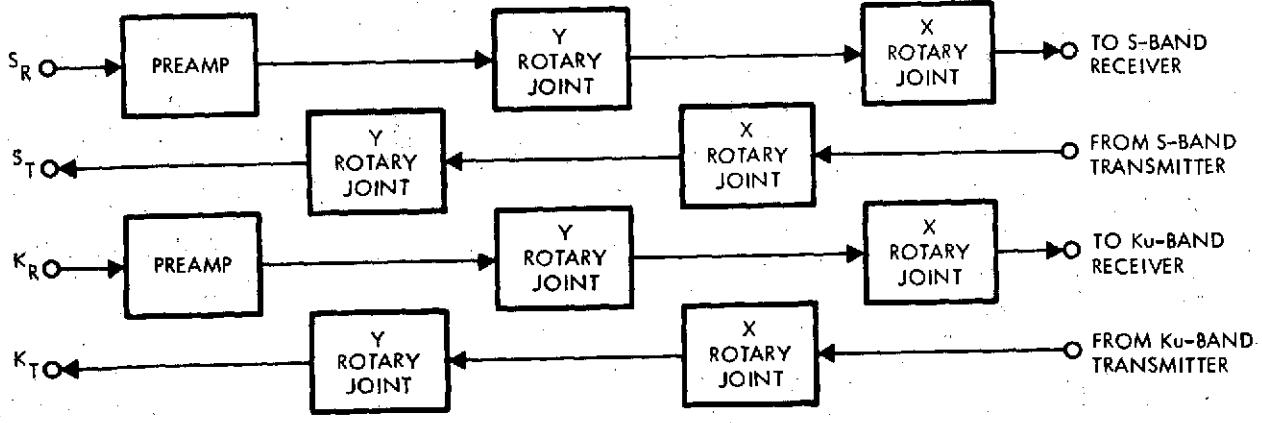 S_R
PREAMP
Y
ROTARY
JOINT
X
ROTARY
JOINT
TO S-BAND
RECEIVER
S_T
Y
ROTARY
JOINT
X
ROTARY
JOINT
FROM S-BAND
TRANSMITTER
K_R
PREAMP
Y
ROTARY
JOINT
X
ROTARY
JOINT
TO Ku-BAND
RECEIVER
K_T
Y
ROTARY
JOINT
X
ROTARY
JOINT
FROM Ku-BAND
TRANSMITTER